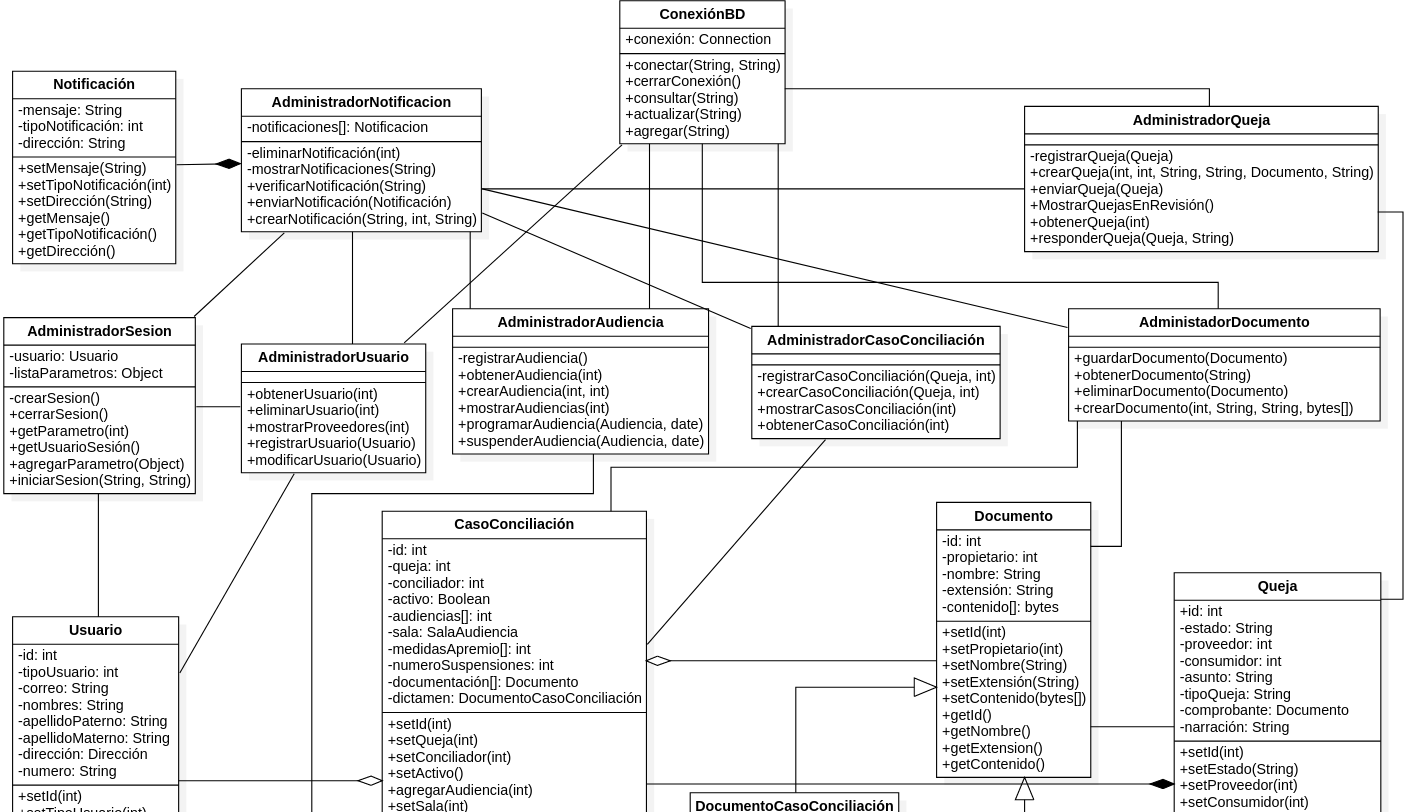 ConexiónBD
+conexión: Connection
+conectar(String, String)
+cerrarConexión()
+consultar(String)
+actualizar(String)
+agregar(String)
Notificación
-mensaje: String
-tipoNotificación: int
-dirección: String
+setMensaje(String)
+setTipoNotificación(int)
+setDirección(String)
+getMensaje()
+getTipoNotificación()
+getDirección()
AdministradorNotificacion
-notificaciones[]: Notificacion
-eliminarNotificación(int)
-mostrarNotificaciones(String)
+verificarNotificación(String)
+enviarNotificación(Notificación)
+crearNotificación(String, int, String)
AdministradorQueja
-registrarQueja(Queja)
+crearQueja(int, int, String, String, Documento, String)
+enviarQueja(Queja)
+MostrarQuejasEnRevisión()
+obtenerQueja(int)
+responderQueja(Queja, String)
AdministradorSesion
-usuario: Usuario
-listaParametros: Object
-crearSesion()
+cerrarSesion()
+getParametro(int)
+getUsuarioSesión()
+agregarParametro(Object)
+iniciarSesion(String, String)
AdministradorUsuario
+obtenerUsuario(int)
+eliminarUsuario(int)
+mostrarProveedores(int)
+registrarUsuario(Usuario)
+modificarUsuario(Usuario)
AdministradorAudiencia
-registrarAudiencia()
+obtenerAudiencia(int)
+crearAudiencia(int, int)
+mostrarAudiencias(int)
+programarAudiencia(Audiencia, date)
+suspenderAudiencia(Audiencia, date)
AdministradorCasoConciliación
-registrarCasoConciliación(Queja, int)
+crearCasoConciliación(Queja, int)
+mostrarCasosConciliación(int)
+obtenerCasoConciliación(int)
AdministadorDocumento
+guardarDocumento(Documento)
+obtenerDocumento(String)
+eliminarDocumento(Documento)
+crearDocumento(int, String, String, bytes[])
Usuario
-id: int
-tipoUsuario: int
-correo: String
-nombres: String
-apellidoPaterno: String
-apellidoMaterno: String
-dirección: Dirección
-numero: String
+setId(int)
+setTipoUsuario(int)
CasoConciliación
-id: int
-queja: int
-conciliador: int
-activo: Boolean
-audiencias[]: int
-sala: SalaAudiencia
-medidasApremio[]: int
-numeroSuspensiones: int
-documentación[]: Documento
-dictamen: DocumentoCasoConciliación
+setId(int)
+setQueja(int)
+setConciliador(int)
+setActivo()
+agregarAudiencia(int)
+setSala(int)
Documento
-id: int
-propietario: int
-nombre: String
-extensión: String
-contenido[]: bytes
+setId(int)
+setPropietario(int)
+setNombre(String)
+setExtensión(String)
+setContenido(bytes[])
+getId()
+getNombre()
+getExtension()
+getContenido()
DocumentoCasoConciliación
Queja
+id: int
-estado: String
-proveedor: int
-consumidor: int
-asunto: String
-tipoQueja: String
-comprobante: Documento
-narración: String
+setId(int)
+setEstado(String)
+setProveedor(int)
+setConsumidor(int)